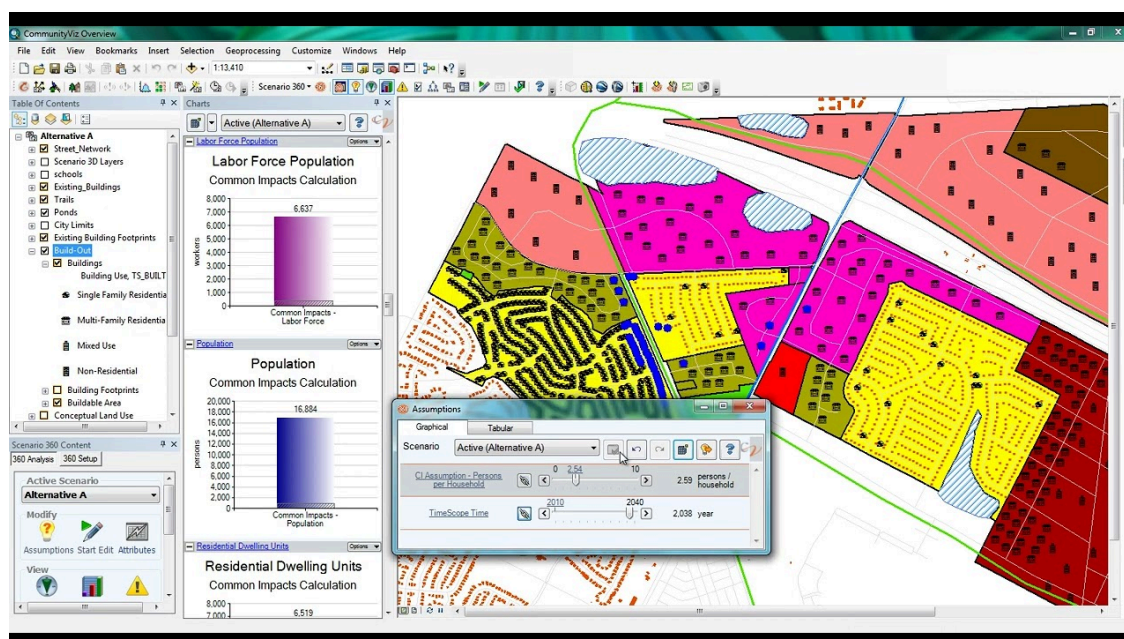 CommunityViz Overview
File Edit View Bookmarks Insert Selection Geoprocessing Customize Windows Help
1:13,410
Scenario 360
Table Of Contents
Alternative A
Street_Network
Scenario 3D Layers
schools
Existing_Buildings
Trails
Ponds
City Limits
Existing Building Footprints
Build-Out
Buildings
Building Use, TS_BUILT
Single Family Residentia
Multi-Family Residentia
Mixed Use
Non-Residential
Building Footprints
Buildable Area
Conceptual Land Use
Scenario 360 Content
360 Analysis 360 Setup
Active Scenario
Alternative A
Modify
Assumptions Start Edit Attributes
View
Charts
Active (Alternative A)
Labor Force Population Options
Labor Force Population
Common Impacts Calculation
8,000
7,000
6,000
5,000
4,000
3,000
2,000
1,000
0
workers
6,637
Common Impacts -
Labor Force
Population Options
Population
Common Impacts Calculation
20,000
18,000
16,000
14,000
12,000
10,000
8,000
6,000
4,000
2,000
0
persons
16,884
Common Impacts -
Population
Residential Dwelling Units Options
Residential Dwelling Units
Common Impacts Calculation
8,000
7,000
6,519
Assumptions
Graphical Tabular
Scenario Active (Alternative A)
CI Assumption - Persons
per Household
0 2.54 10
2.59 persons /
household
TimeScope Time
2010 2040
2,038 year